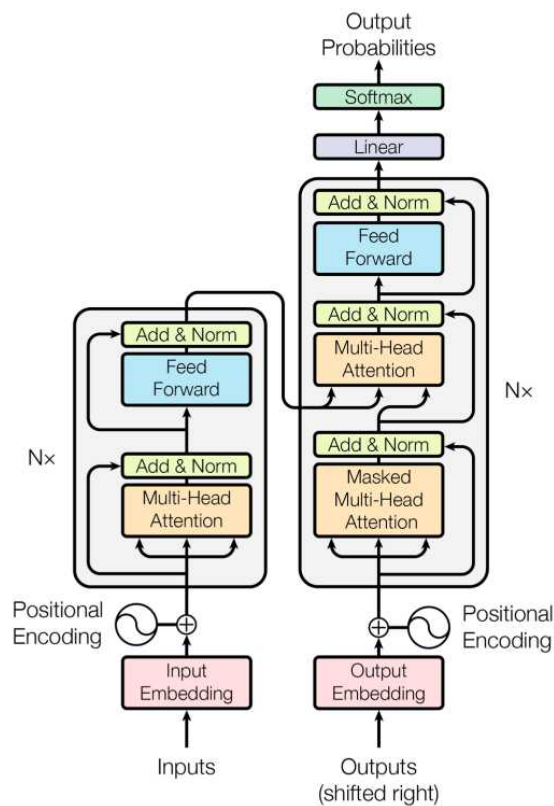 Output
Probabilities
Softmax
Linear
Add & Norm
Feed
Forward
Add & Norm
Multi-Head
Attention
Add & Norm
Masked
Multi-Head
Attention
N×
Add & Norm
Feed
Forward
Add & Norm
Multi-Head
Attention
N×
Positional
Encoding
Positional
Encoding
Input
Embedding
Output
Embedding
Inputs
Outputs
(shifted right)